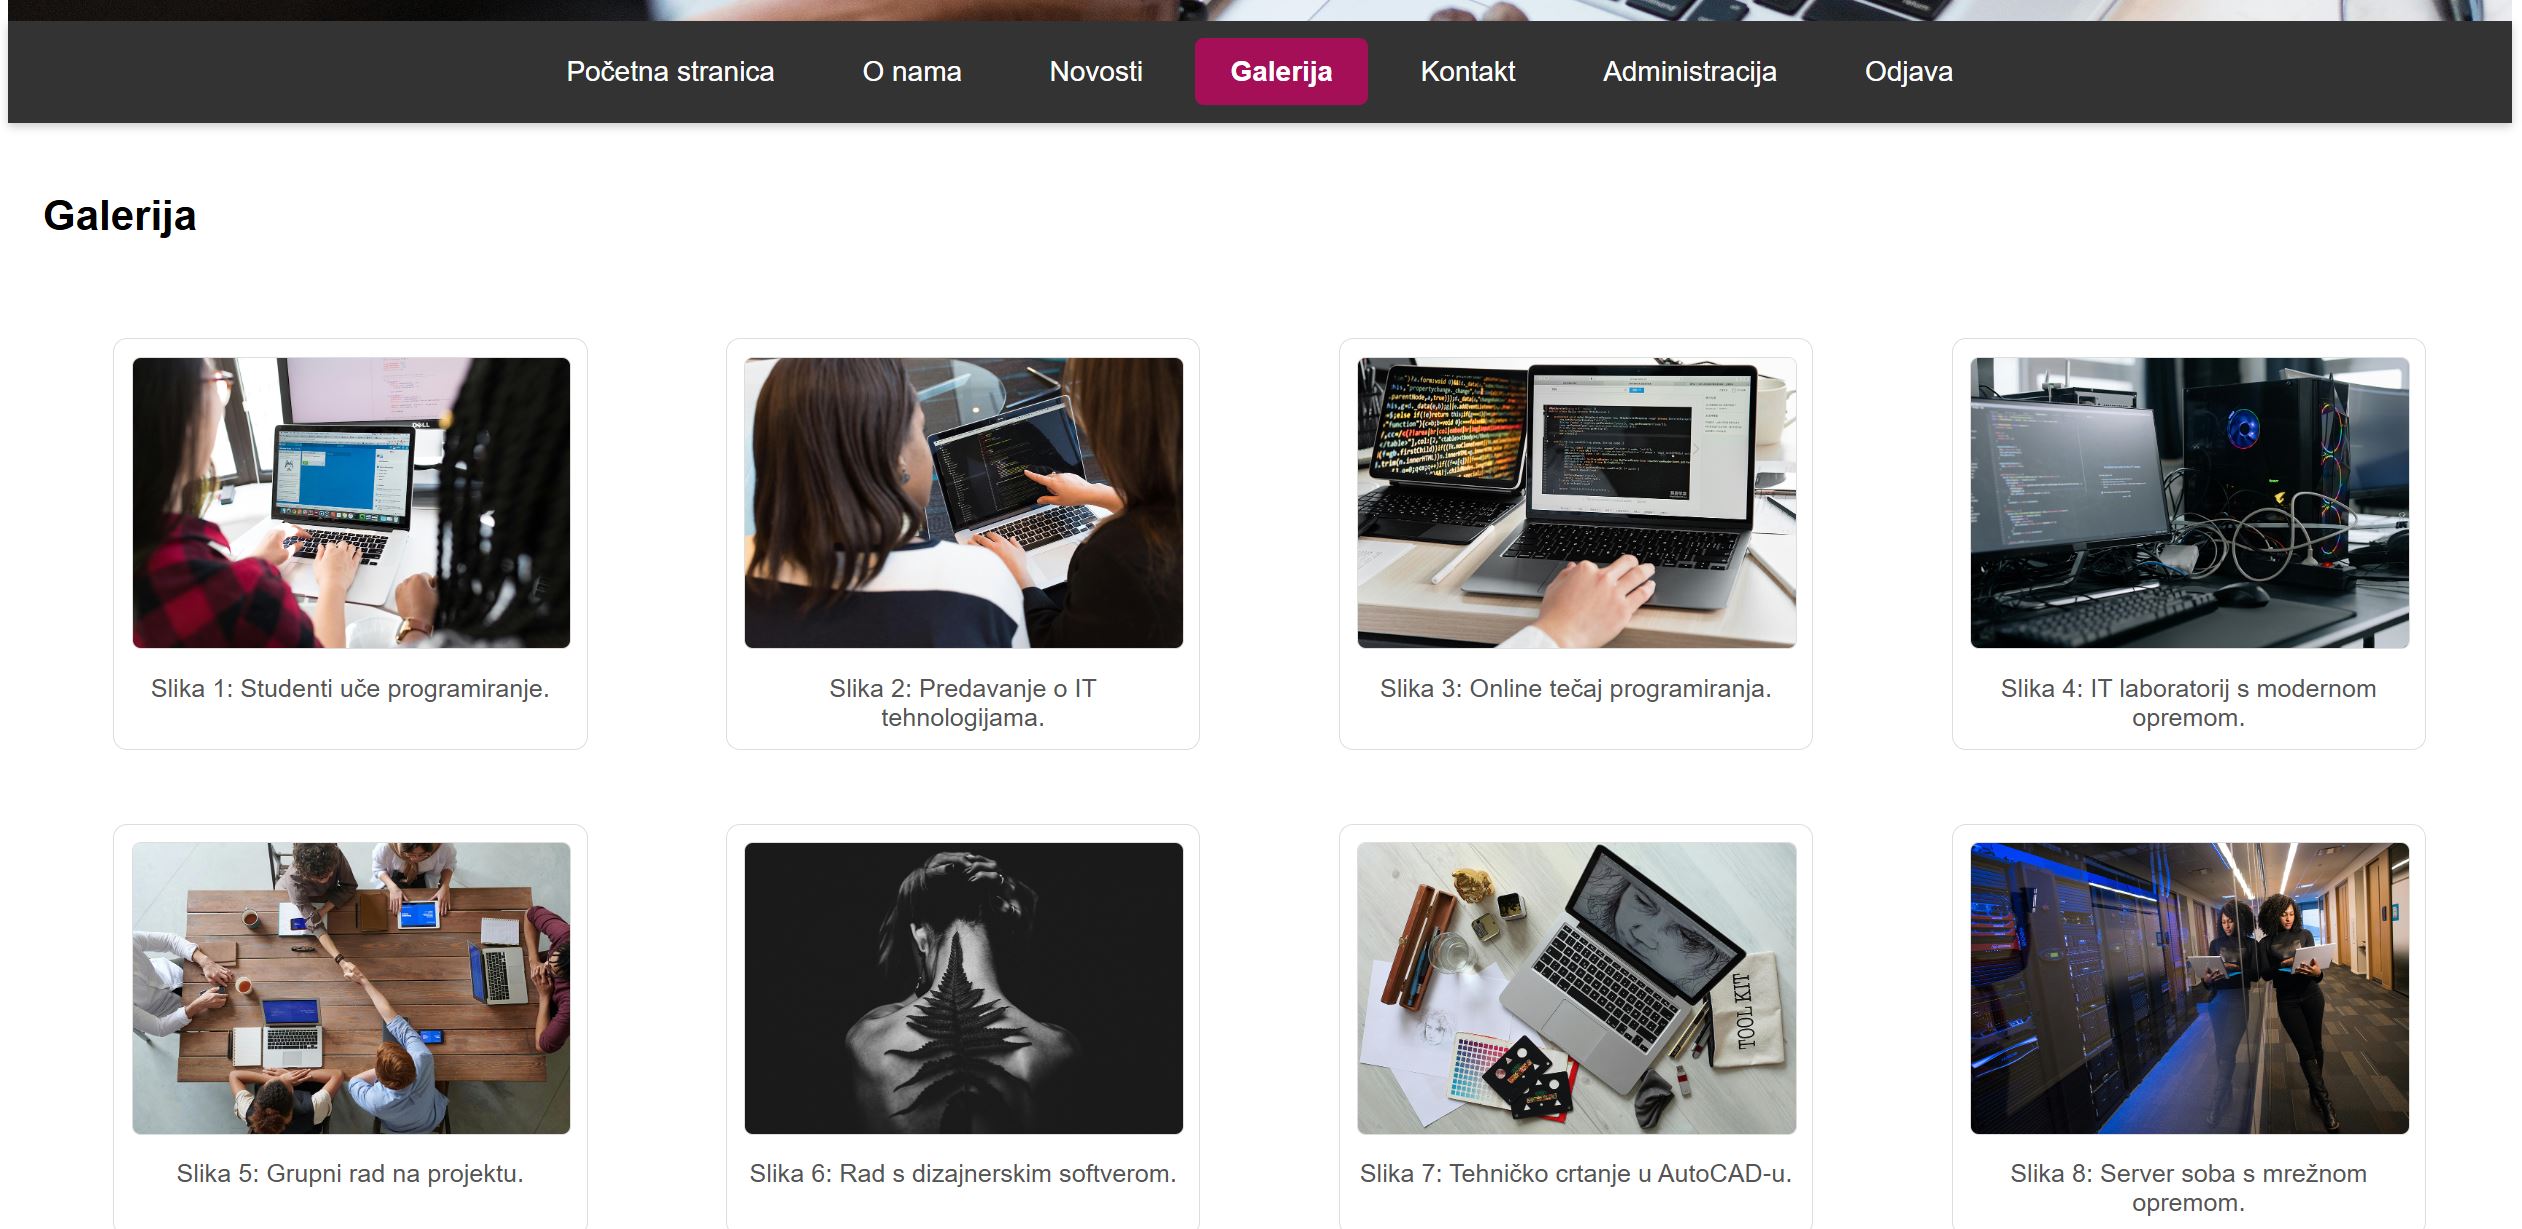 Početna stranica
O nama
Novosti
Galerija
Kontakt
Administracija
Odjava
Galerija
DELL
Slika 1: Studenti uče programiranje.
Slika 2: Predavanje o IT
tehnologijama.
Slika 3: Online tečaj programiranja.
Slika 4: IT laboratorij s modernom
opremom.
TOOL KIT
Slika 5: Grupni rad na projektu.
Slika 6: Rad s dizajnerskim softverom.
Slika 7: Tehničko crtanje u AutoCAD-u.
Slika 8: Server soba s mrežnom
opremom.